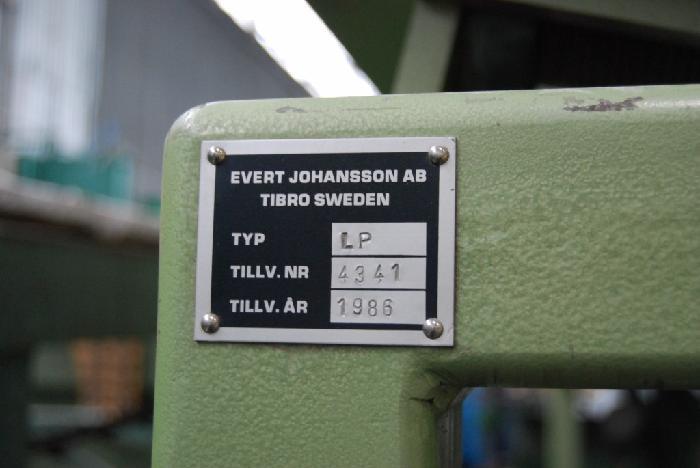 EVERT JOHANSSON AB
TIBRO SWEDEN
TYP LP
TILLV. NR 4341
TILLV. ÅR 1986